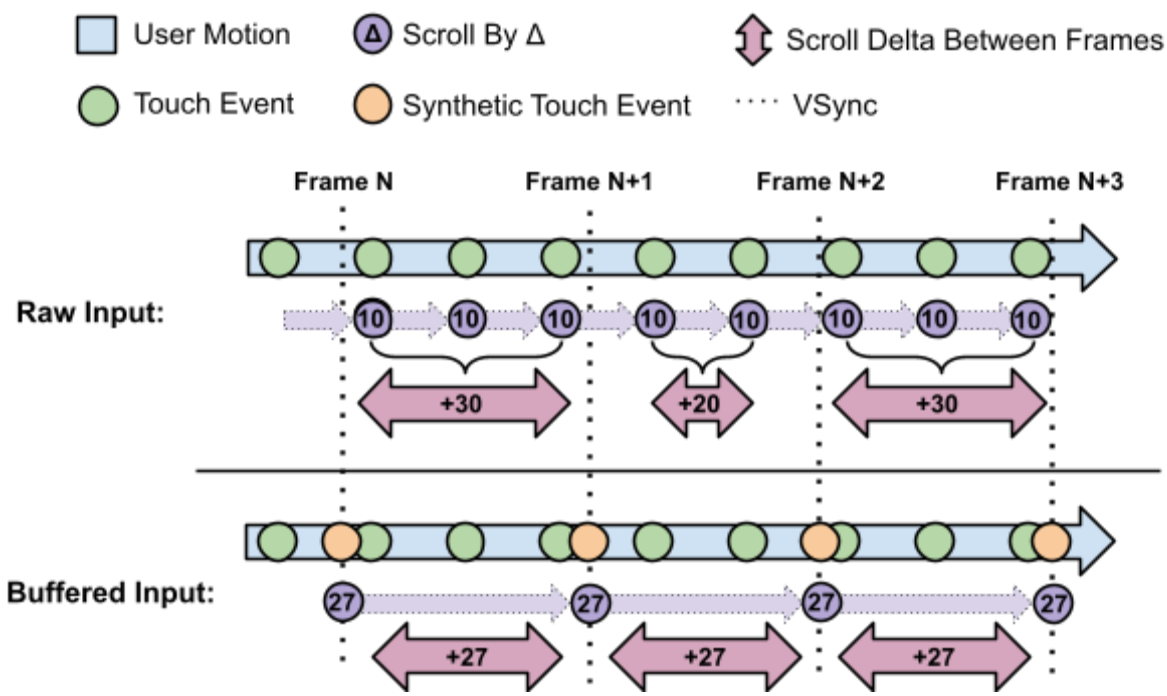 User Motion
Δ Scroll By Δ
Scroll Delta Between Frames
Touch Event
Synthetic Touch Event
VSync
Frame N Frame N+1 Frame N+2 Frame N+3
Raw Input:
10 10 10 10 10 10 10 10
+30 +20 +30
Buffered Input:
27 27 27 27
+27 +27 +27